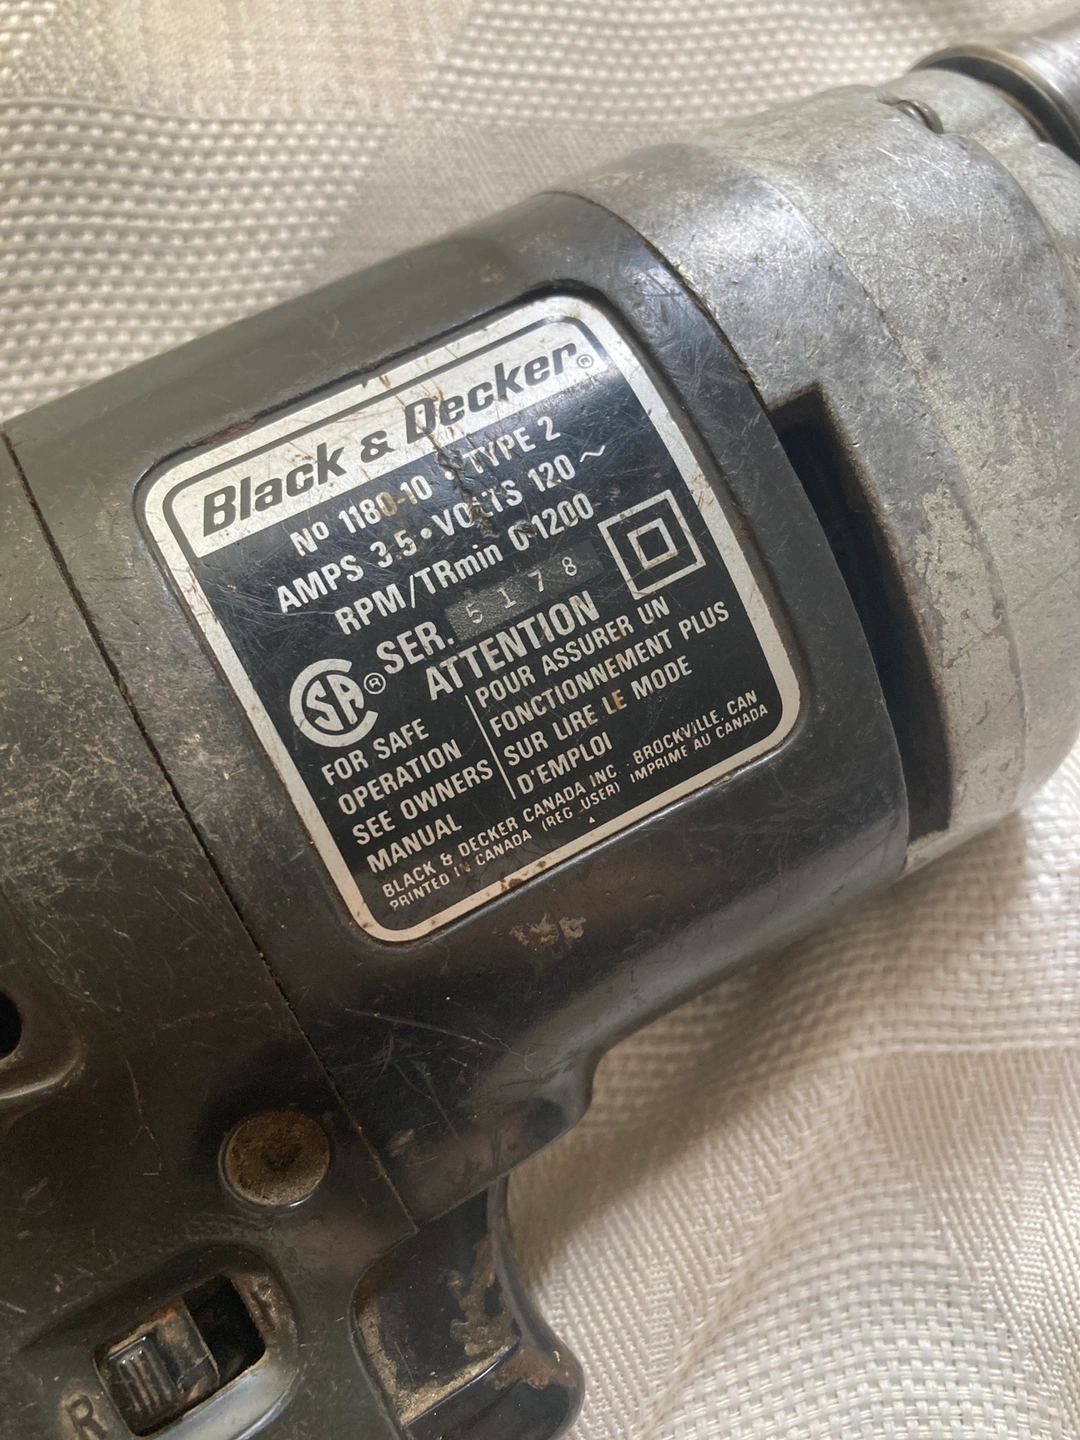 Black & Decker®
No 1180-10 • TYPE 2
AMPS 3.5 • VOLTS 120 ~
RPM/TRmin 0-1200
SER. 5178
CSA®
ATTENTION
FOR SAFE
OPERATION
SEE OWNERS
MANUAL
POUR ASSURER UN
FONCTIONNEMENT PLUS
SUR LIRE LE MODE
D'EMPLOI
BLACK & DECKER CANADA INC. BROCKVILLE, CAN
PRINTED IN CANADA (REG. USER) IMPRIME AU CANADA
R